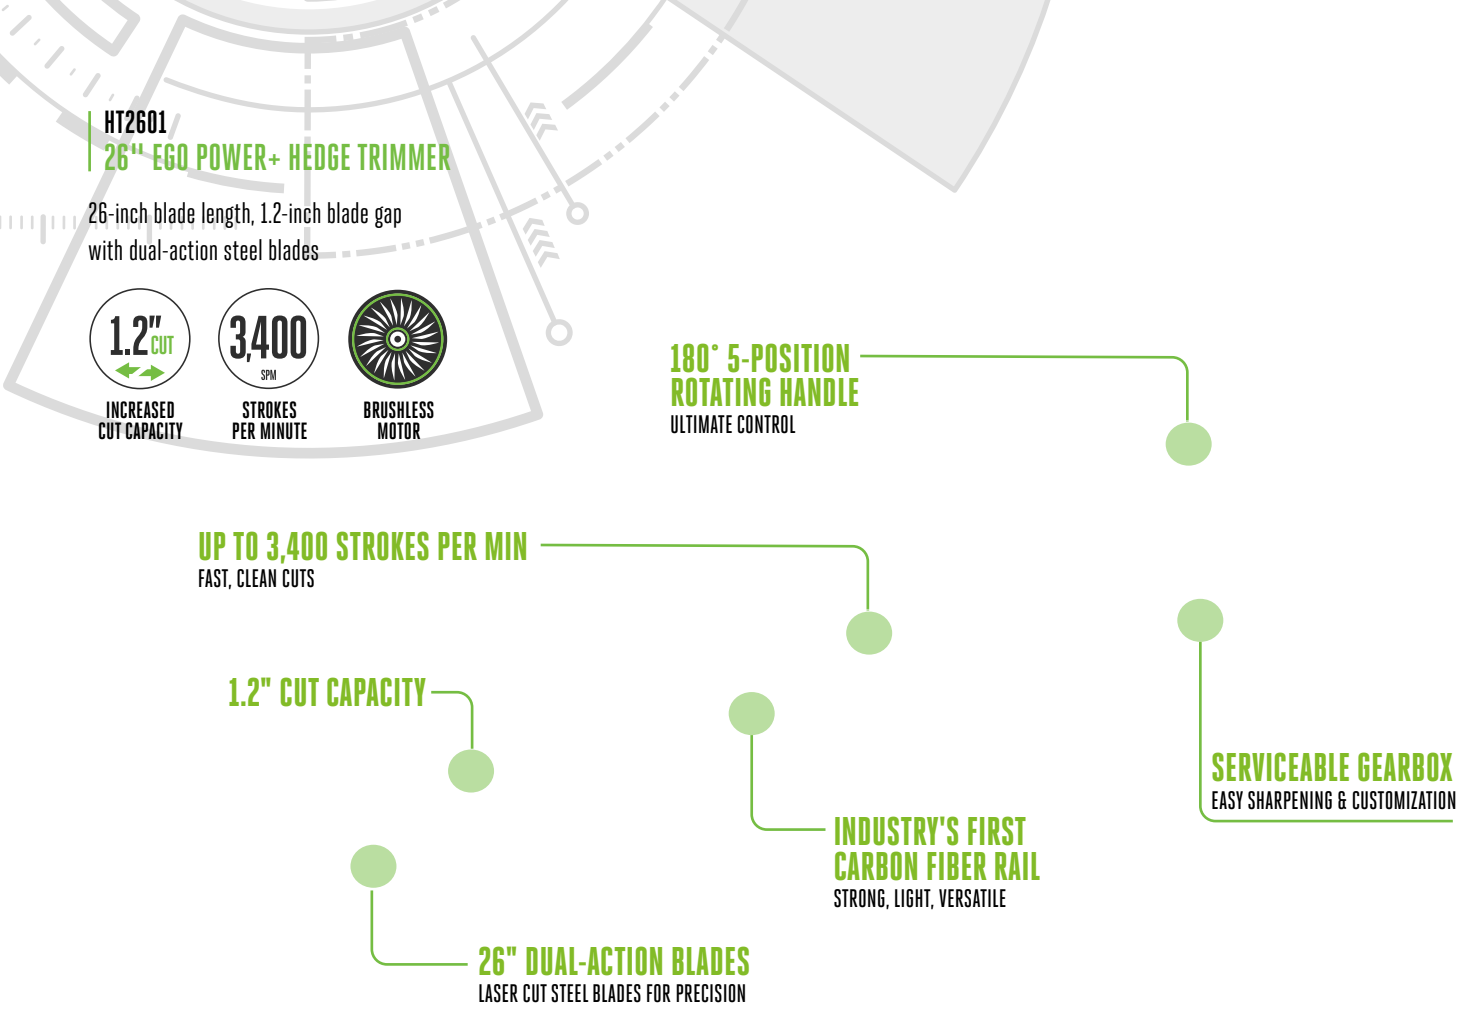 HT2601
26'' EGO POWER+ HEDGE TRIMMER
26-inch blade length, 1.2-inch blade gap
with dual-action steel blades
1.2" CUT
3,400
SPM
INCREASED
CUT CAPACITY
STROKES
PER MINUTE
BRUSHLESS
MOTOR
180° 5-POSITION
ROTATING HANDLE
ULTIMATE CONTROL
UP TO 3,400 STROKES PER MIN
FAST, CLEAN CUTS
1.2" CUT CAPACITY
SERVICEABLE GEARBOX
EASY SHARPENING & CUSTOMIZATION
INDUSTRY'S FIRST
CARBON FIBER RAIL
STRONG, LIGHT, VERSATILE
26" DUAL-ACTION BLADES
LASER CUT STEEL BLADES FOR PRECISION